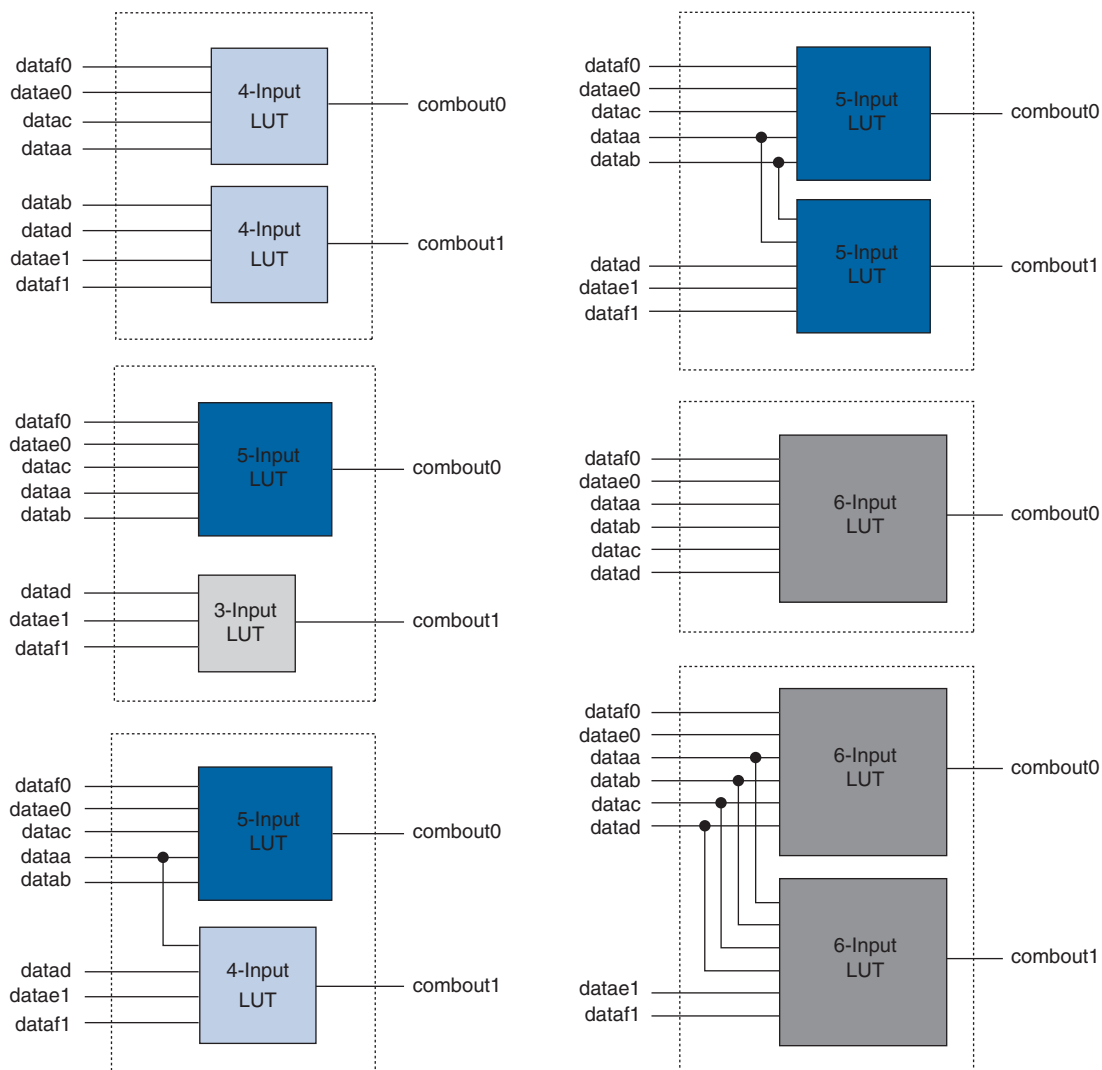 dataf0
datae0
datac
dataa
4-Input
LUT
combout0
datab
datad
datae1
dataf1
4-Input
LUT
combout1
dataf0
datae0
datac
dataa
datab
5-Input
LUT
combout0
datad
datae1
dataf1
3-Input
LUT
combout1
dataf0
datae0
datac
dataa
datab
5-Input
LUT
combout0
datad
datae1
dataf1
4-Input
LUT
combout1
dataf0
datae0
datac
dataa
datab
5-Input
LUT
combout0
datad
datae1
dataf1
5-Input
LUT
combout1
dataf0
datae0
dataa
datab
datac
datad
6-Input
LUT
combout0
dataf0
datae0
dataa
datab
datac
datad
6-Input
LUT
combout0
datae1
dataf1
6-Input
LUT
combout1